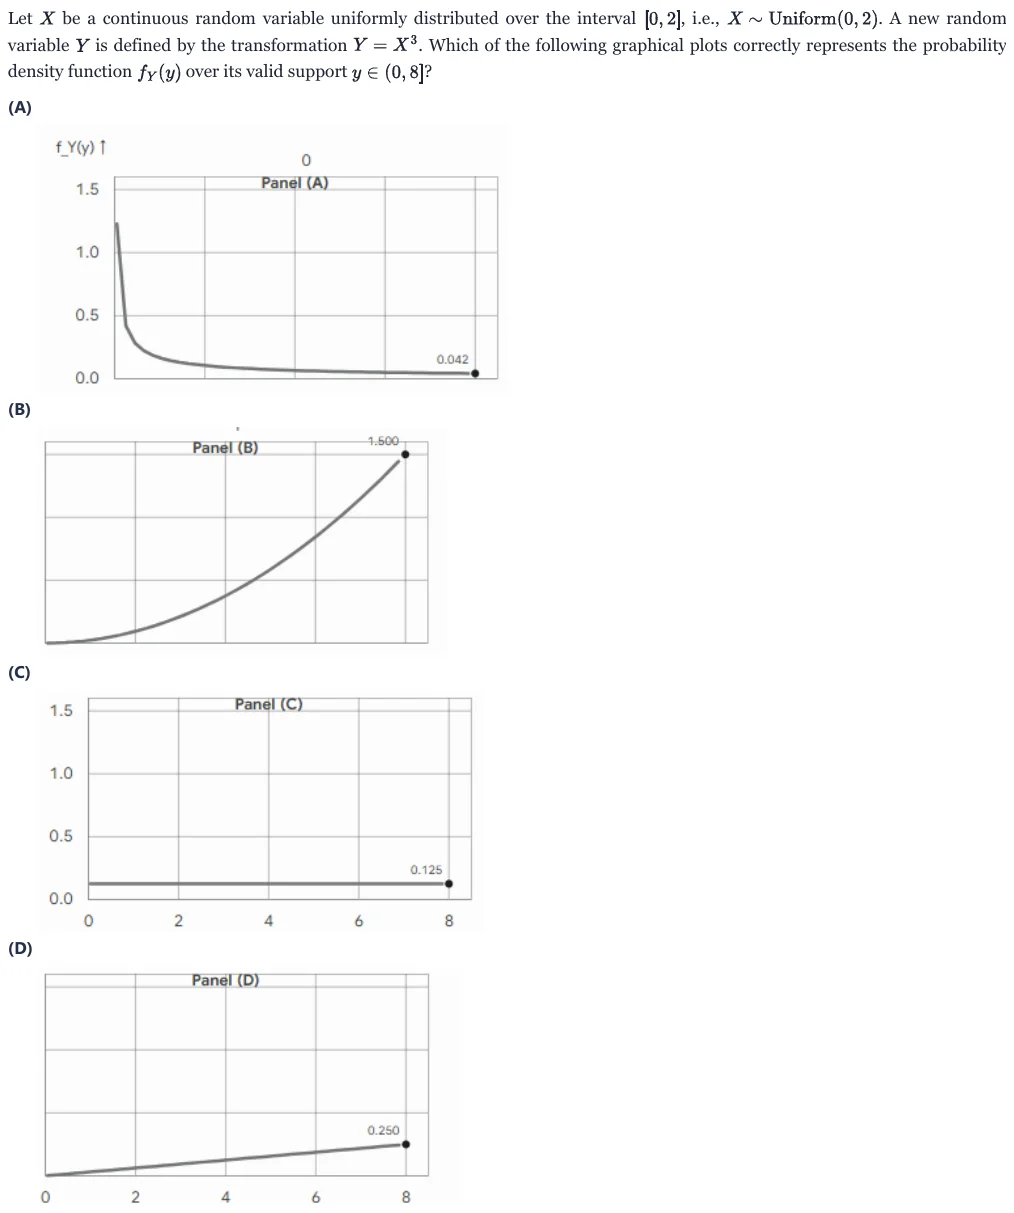 Let X be a continuous random variable uniformly distributed over the interval [0, 2], i.e., X ∼ Uniform(0, 2). A new random
variable Y is defined by the transformation Y = X³. Which of the following graphical plots correctly represents the probability
density function f_Y(y) over its valid support y ∈ (0, 8]?
(A)
f_Y(y) ↑
0
Panel (A)
1.5
1.0
0.5
0.042
0.0
(B)
1.500
Panel (B)
(C)
Panel (C)
1.5
1.0
0.5
0.125
0.0
0 2 4 6 8
(D)
Panel (D)
0.250
0 2 4 6 8